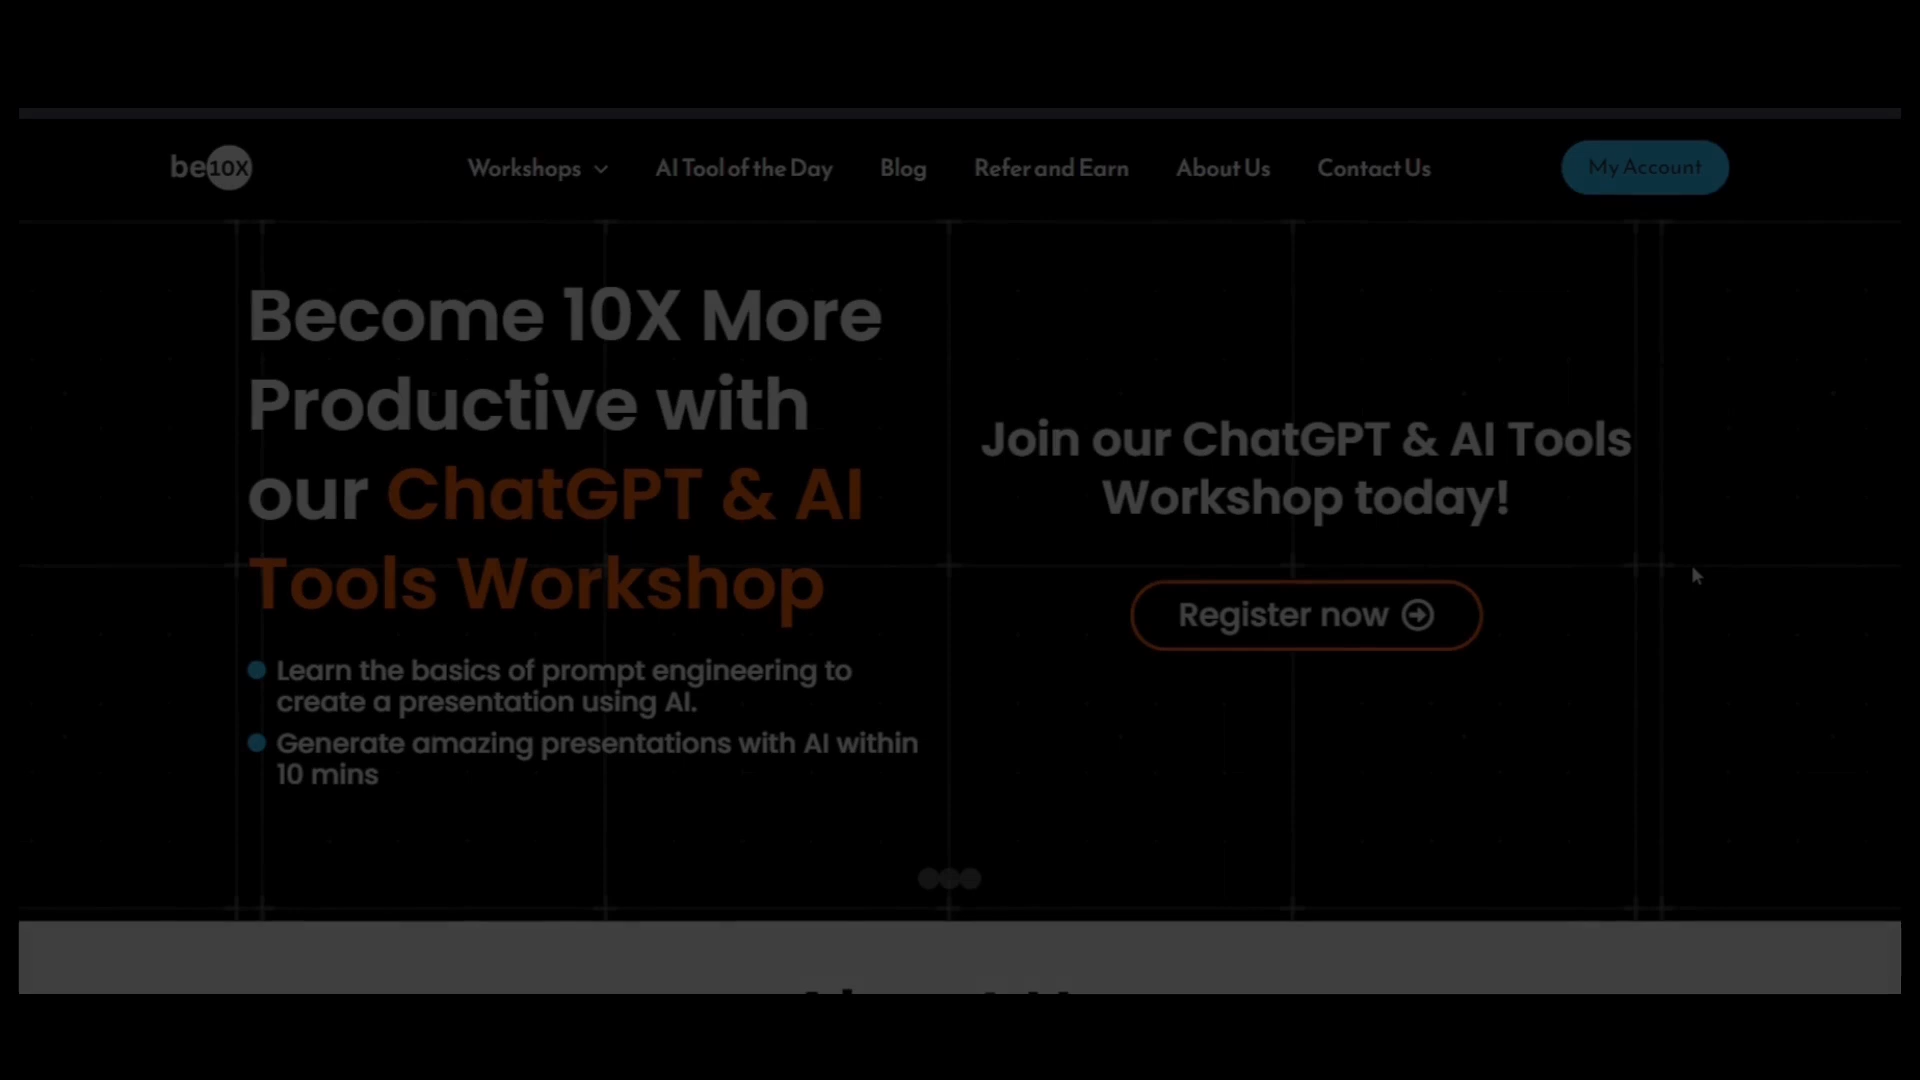 be10X
Workshops
AI Tool of the Day
Blog
Refer and Earn
About Us
Contact Us
My Account
Become 10X More
Productive with
our ChatGPT & AI
Tools Workshop
Learn the basics of prompt engineering to
create a presentation using AI.
Generate amazing presentations with AI within
10 mins
Join our ChatGPT & AI Tools
Workshop today!
Register now